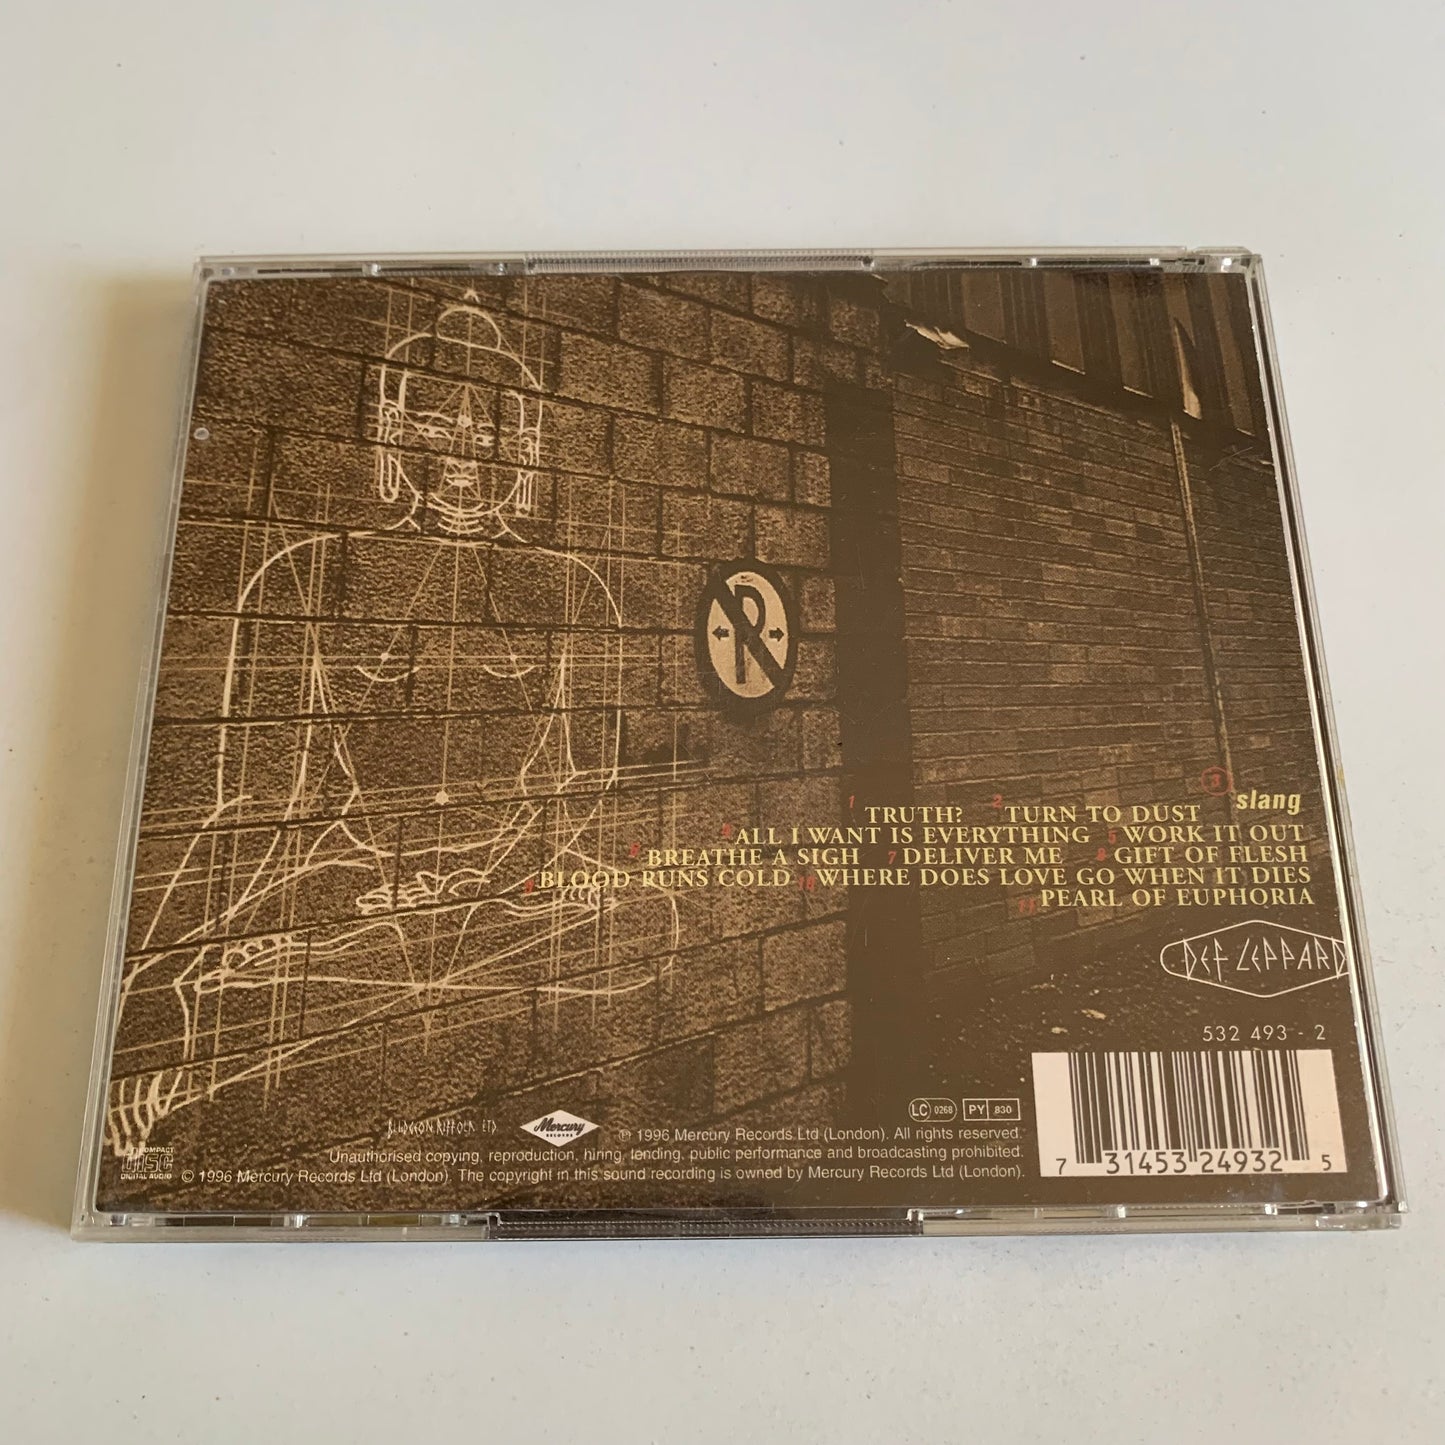 P
1 TRUTH? 2 TURN TO DUST 3 slang
4 ALL I WANT IS EVERYTHING 5 WORK IT OUT
6 BREATHE A SIGH 7 DELIVER ME 8 GIFT OF FLESH
9 BLOOD RUNS COLD 10 WHERE DOES LOVE GO WHEN IT DIES
11 PEARL OF EUPHORIA
DEF LEPPARD
532 493 - 2
BLUDGEON RIFFOLA LTD
Mercury
RECORDS
LC 0268 PY 830
℗ 1996 Mercury Records Ltd (London). All rights reserved.
Unauthorised copying, reproduction, hiring, lending, public performance and broadcasting prohibited.
© 1996 Mercury Records Ltd (London). The copyright in this sound recording is owned by Mercury Records Ltd (London).
COMPACT
disc
DIGITAL AUDIO
7 31453 24932 5